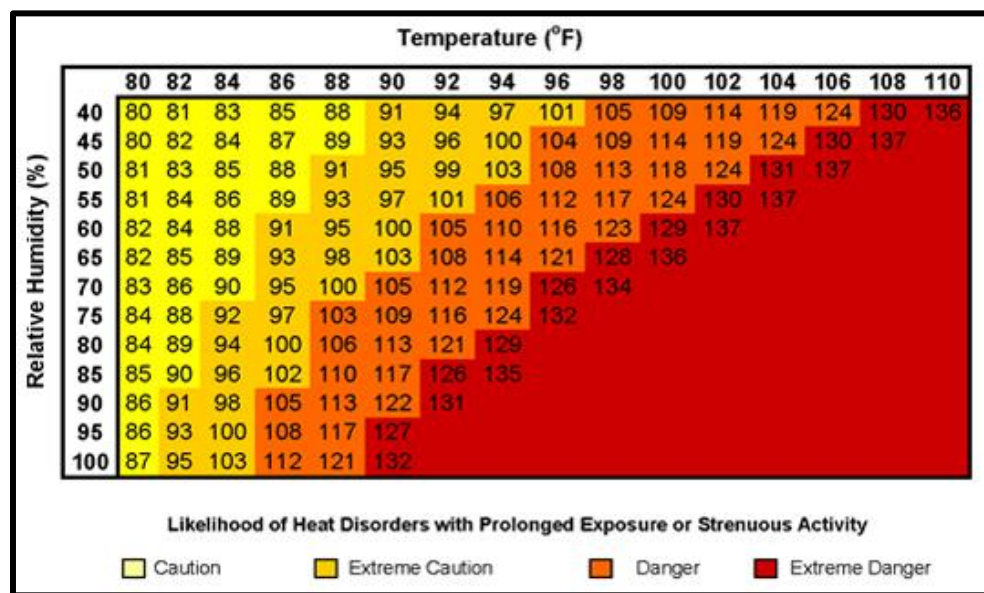 Temperature (°F)
80 82 84 86 88 90 92 94 96 98 100 102 104 106 108 110
Relative Humidity (%)
40 80 81 83 85 88 91 94 97 101 105 109 114 119 124 130 136
45 80 82 84 87 89 93 96 100 104 109 114 119 124 130 137
50 81 83 85 88 91 95 99 103 108 113 118 124 131 137
55 81 84 86 89 93 97 101 106 112 117 124 130 137
60 82 84 88 91 95 100 105 110 116 123 129 137
65 82 85 89 93 98 103 108 114 121 128 136
70 83 86 90 95 100 105 112 119 126 134
75 84 88 92 97 103 109 116 124 132
80 84 89 94 100 106 113 121 129
85 85 90 96 102 110 117 126 135
90 86 91 98 105 113 122 131
95 86 93 100 108 117 127
100 87 95 103 112 121 132
Likelihood of Heat Disorders with Prolonged Exposure or Strenuous Activity
Caution Extreme Caution Danger Extreme Danger